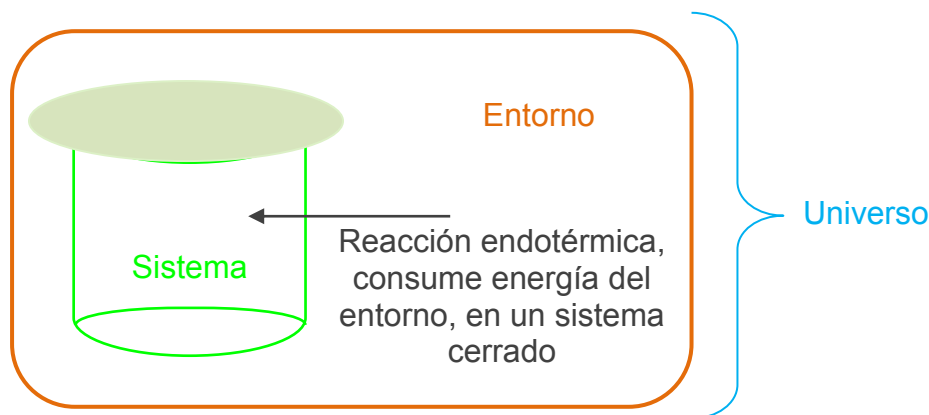 Entorno
Universo
Sistema
Reacción endotérmica,
consume energía del
entorno, en un sistema
cerrado